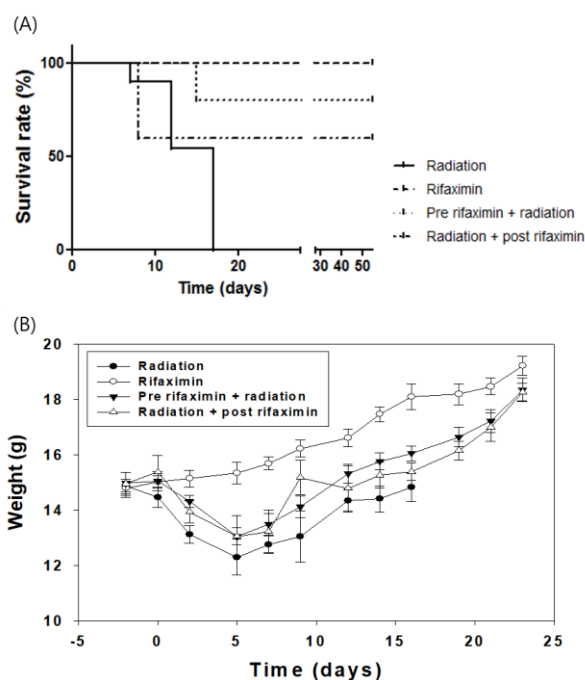 (A)
Survival rate (%)
100
50
0
0 10 20 30 40 50
Time (days)
Radiation
Rifaximin
Pre rifaximin + radiation
Radiation + post rifaximin
(B)
Weight (g)
20
18
16
14
12
10
Radiation
Rifaximin
Pre rifaximin + radiation
Radiation + post rifaximin
-5 0 5 10 15 20 25
Time (days)